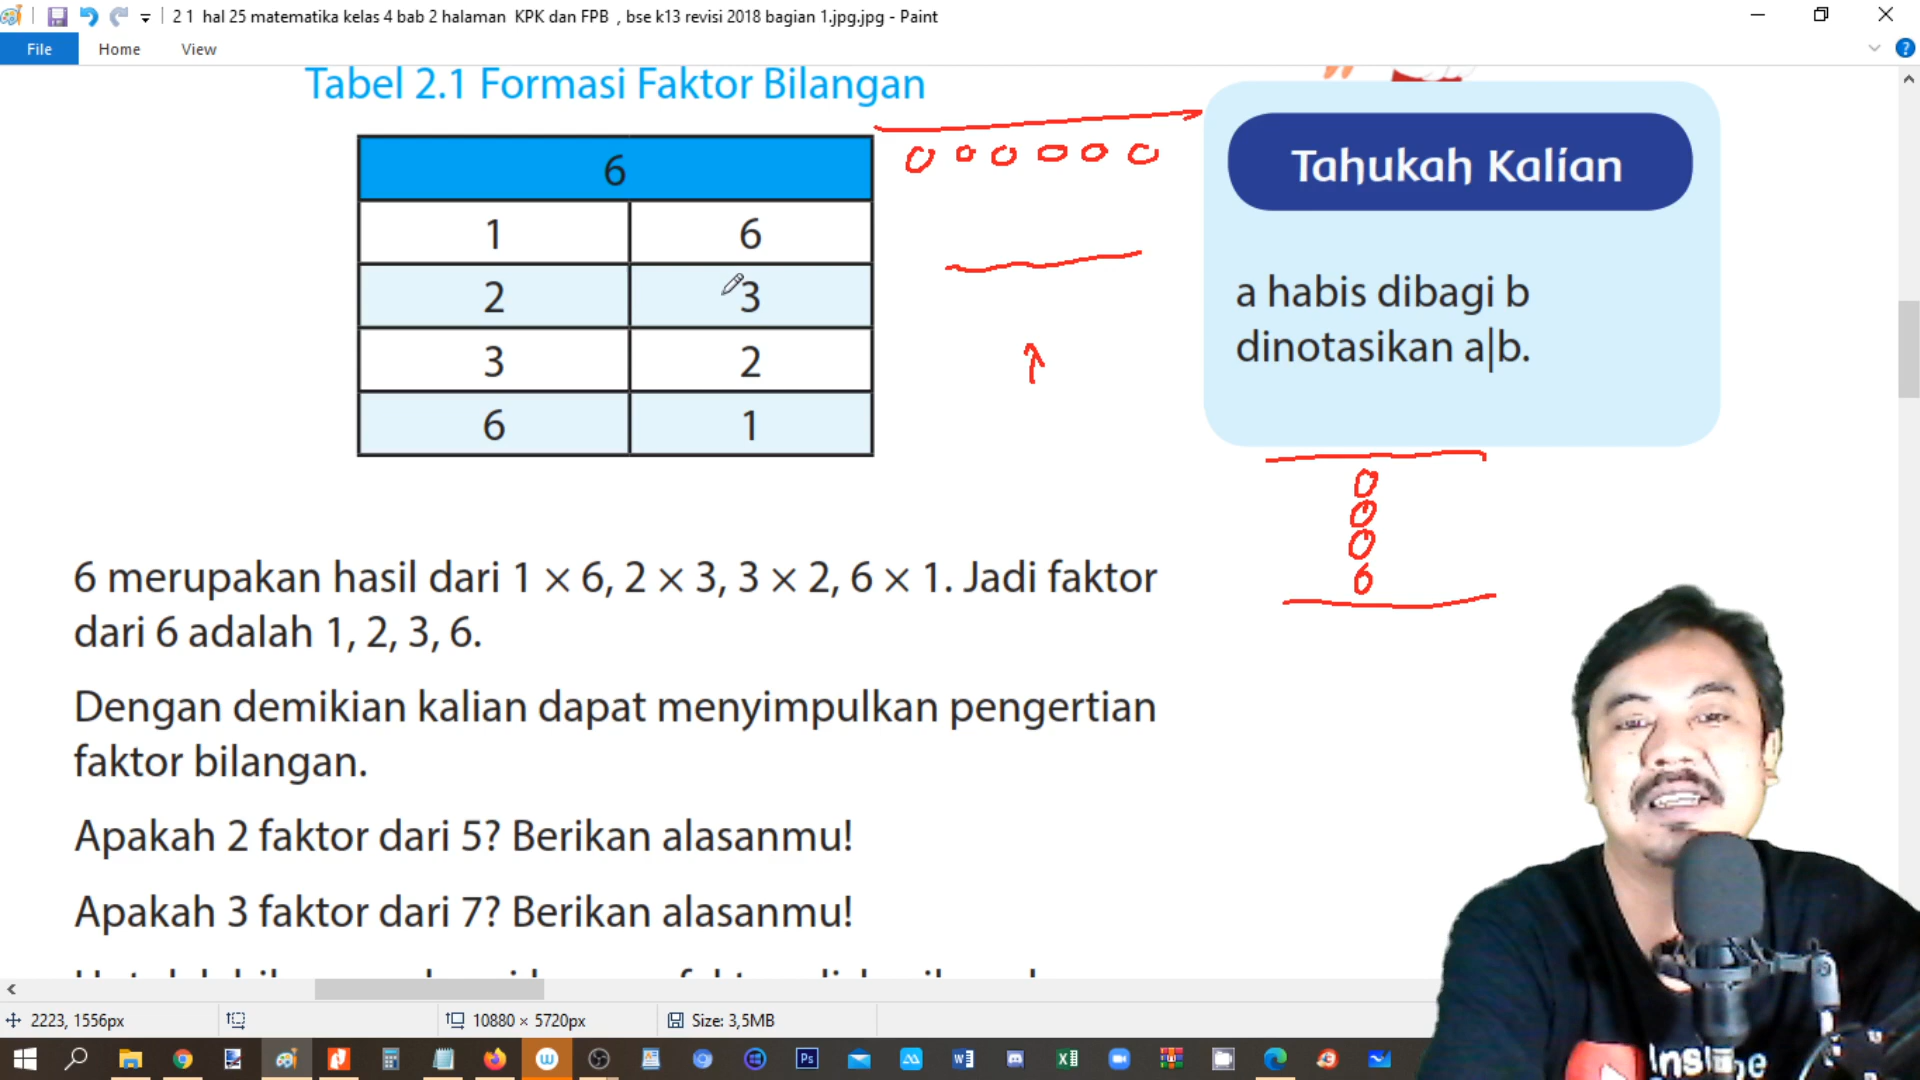 2 1 hal 25 matematika kelas 4 bab 2 halaman KPK dan FPB , bse k13 revisi 2018 bagian 1.jpg.jpg - Paint
File Home View
Tabel 2.1 Formasi Faktor Bilangan
6
1 6
2 3
3 2
6 1
Tahukah Kalian
a habis dibagi b
dinotasikan a|b.
6 merupakan hasil dari 1 × 6, 2 × 3, 3 × 2, 6 × 1. Jadi faktor
dari 6 adalah 1, 2, 3, 6.
Dengan demikian kalian dapat menyimpulkan pengertian
faktor bilangan.
Apakah 2 faktor dari 5? Berikan alasanmu!
Apakah 3 faktor dari 7? Berikan alasanmu!
2223, 1556px
10880 × 5720px
Size: 3,5MB
Ps